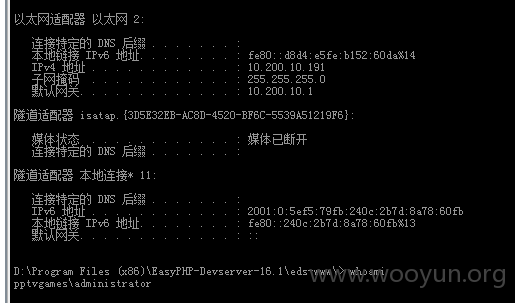 以太网适配器 以太网 2:
连接特定的 DNS 后缀 . . . . . . . :
本地链接 IPv6 地址. . . . . . . . : fe80::d8d4:e5fe:b152:60da%14
IPv4 地址 . . . . . . . . . . . . : 10.200.10.191
子网掩码 . . . . . . . . . . . . : 255.255.255.0
默认网关. . . . . . . . . . . . . : 10.200.10.1
隧道适配器 isatap.{3D5E32EB-AC8D-4520-BF6C-5539A51219F6}:
媒体状态 . . . . . . . . . . . . : 媒体已断开
连接特定的 DNS 后缀 . . . . . . . :
隧道适配器 本地连接* 11:
连接特定的 DNS 后缀 . . . . . . . :
IPv6 地址 . . . . . . . . . . . . : 2001:0:5ef5:79fb:240c:2b7d:8a78:60fb
本地链接 IPv6 地址. . . . . . . . : fe80::240c:2b7d:8a78:60fb%13
默认网关. . . . . . . . . . . . . : ::
D:\Program Files (x86)\EasyPHP-Devserver-16.1\eds-www\> whoami
pptvgames\administrator
www.wooyun.org